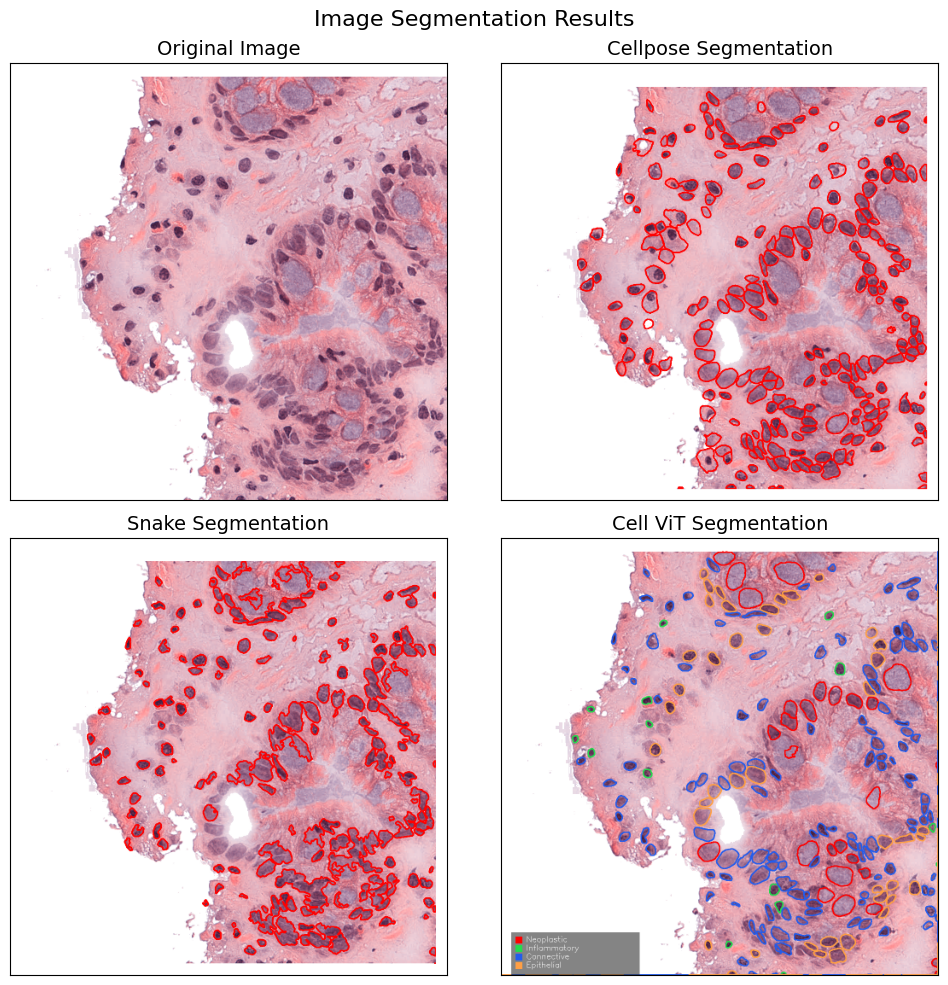 Image Segmentation Results
Original Image
Cellpose Segmentation
Snake Segmentation
Cell ViT Segmentation
Neoplastic
Inflammatory
Connective
Epithelial